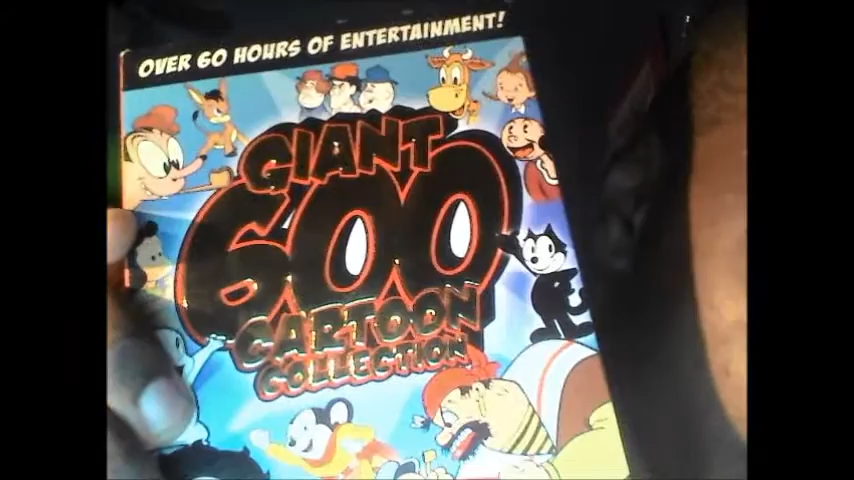 OVER 60 HOURS OF ENTERTAINMENT!
GIANT
600
CARTOON
COLLECTION